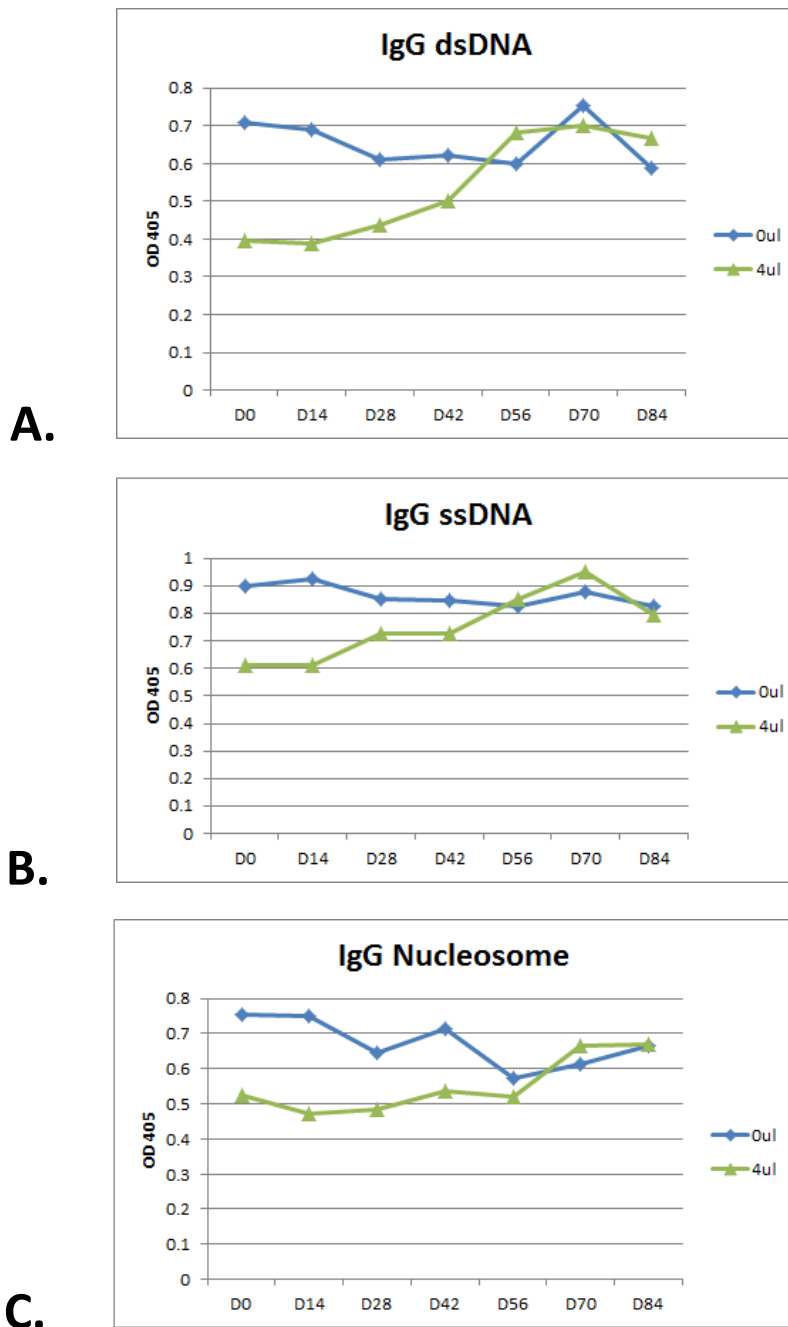 IgG dsDNA
0.8
0.7
0.6
0.5
0.4
0.3
0.2
0.1
0
OD 405
D0 D14 D28 D42 D56 D70 D84
0ul
4ul
A.
IgG ssDNA
1
0.9
0.8
0.7
0.6
0.5
0.4
0.3
0.2
0.1
0
OD 405
D0 D14 D28 D42 D56 D70 D84
0ul
4ul
B.
IgG Nucleosome
0.8
0.7
0.6
0.5
0.4
0.3
0.2
0.1
0
OD 405
D0 D14 D28 D42 D56 D70 D84
0ul
4ul
C.